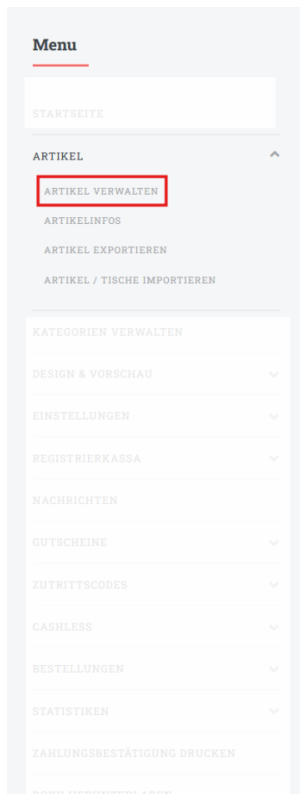 Menu
STARTSEITE
ARTIKEL
ARTIKEL VERWALTEN
ARTIKELINFOS
ARTIKEL EXPORTIEREN
ARTIKEL / TISCHE IMPORTIEREN
KATEGORIEN VERWALTEN
DESIGN & VORSCHAU
EINSTELLUNGEN
REGISTRIERKASSA
NACHRICHTEN
GUTSCHEINE
ZUTRITTSCODES
CASHLESS
BESTELLUNGEN
STATISTIKEN
ZAHLUNGSBESTÄTIGUNG DRUCKEN